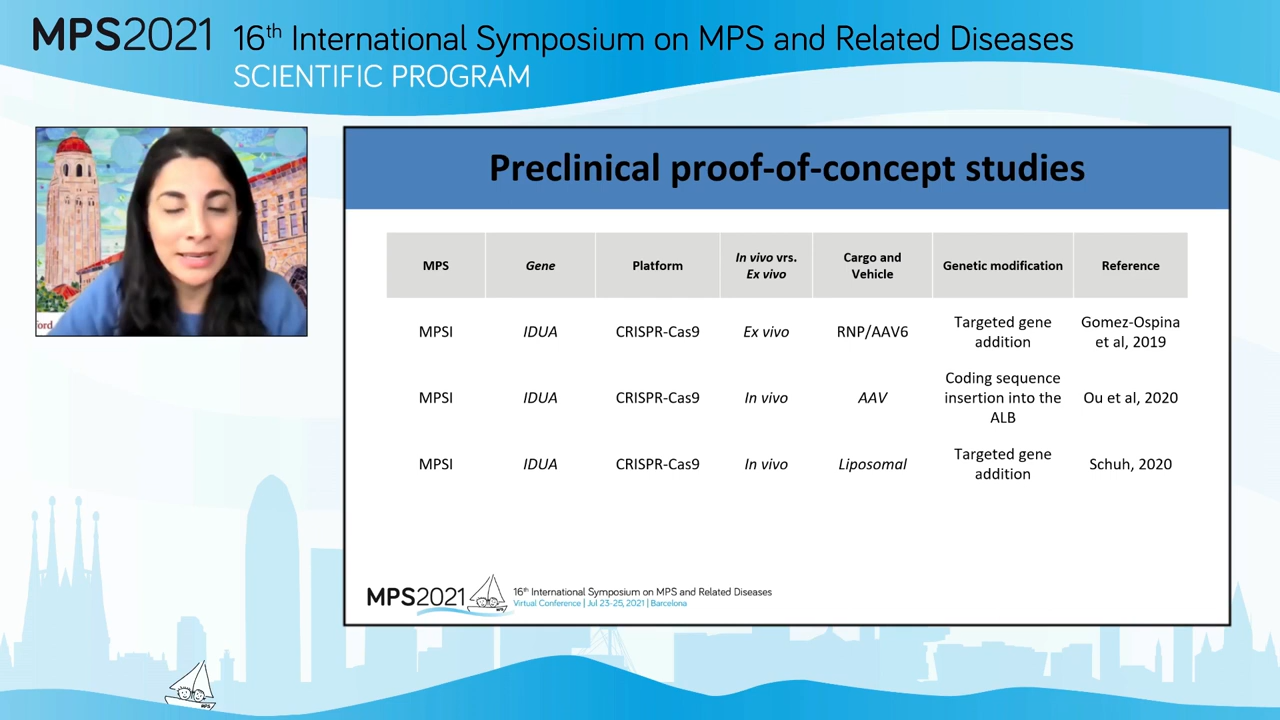 MPS2021 16th International Symposium on MPS and Related Diseases
SCIENTIFIC PROGRAM
ford
Preclinical proof-of-concept studies
MPS Gene Platform In vivo vrs. Ex vivo Cargo and Vehicle Genetic modification Reference
MPSI IDUA CRISPR-Cas9 Ex vivo RNP/AAV6 Targeted gene addition Gomez-Ospina et al, 2019
MPSI IDUA CRISPR-Cas9 In vivo AAV Coding sequence insertion into the ALB Ou et al, 2020
MPSI IDUA CRISPR-Cas9 In vivo Liposomal Targeted gene addition Schuh, 2020
MPS2021 16th International Symposium on MPS and Related Diseases
Virtual Conference | Jul 23-25, 2021 | Barcelona
MPS